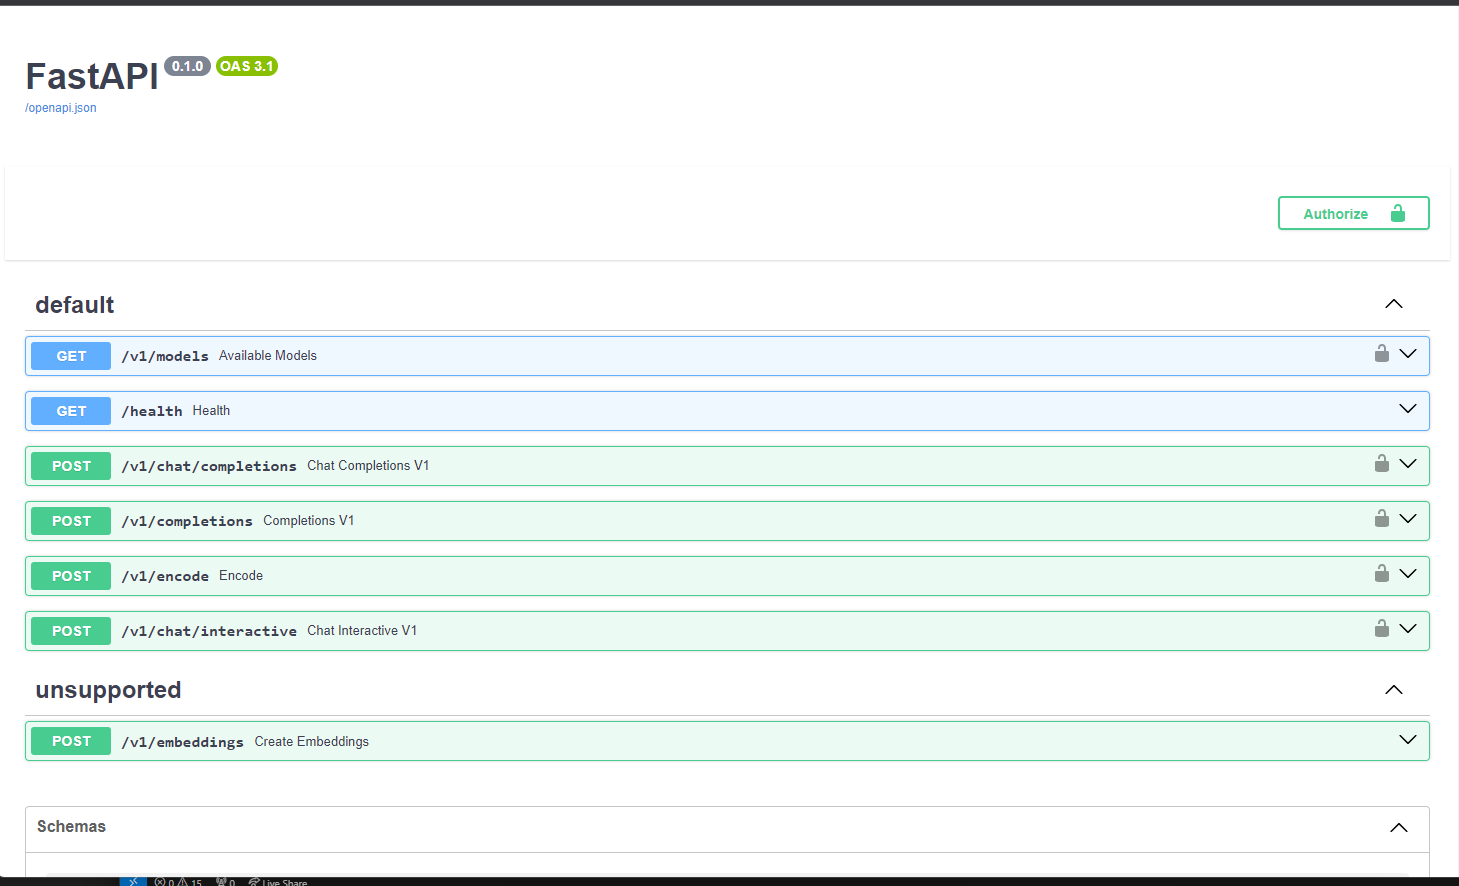 FastAPI 0.1.0 OAS 3.1
/openapi.json
Authorize
default
GET /v1/models Available Models
GET /health Health
POST /v1/chat/completions Chat Completions V1
POST /v1/completions Completions V1
POST /v1/encode Encode
POST /v1/chat/interactive Chat Interactive V1
unsupported
POST /v1/embeddings Create Embeddings
Schemas
0 15 0 Live Share